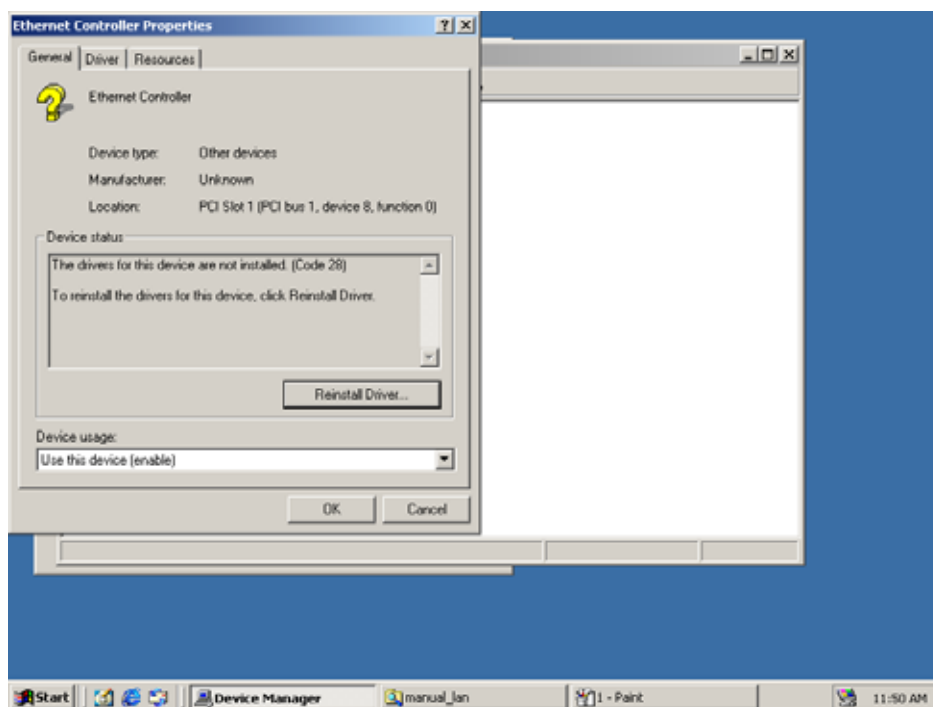 Ethernet Controller Properties
General Driver Resources
Ethernet Controller
Device type: Other devices
Manufacturer: Unknown
Location: PCI Slot 1 (PCI bus 1, device 8, function 0)
Device status
The drivers for this device are not installed. (Code 28)
To reinstall the drivers for this device, click Reinstall Driver.
Reinstall Driver...
Device usage:
Use this device (enable)
OK Cancel
Start Device Manager manual_lan 1 - Paint 11:50 AM